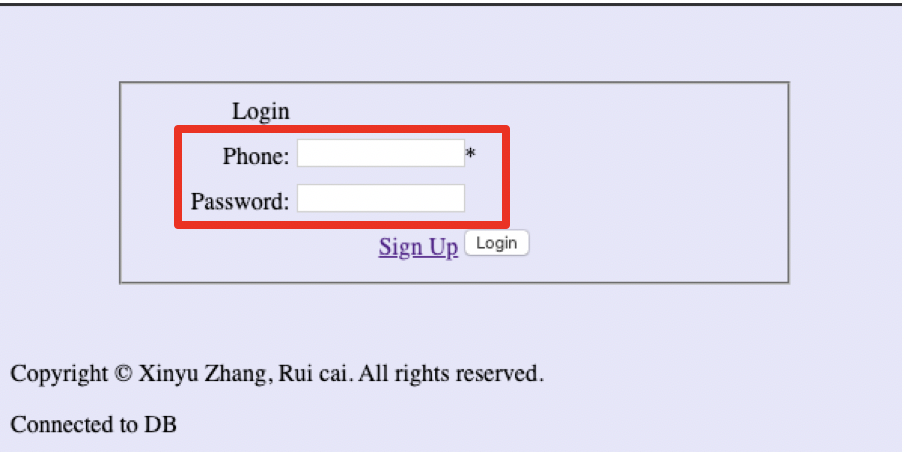 Login
Phone: *
Password:
Sign Up Login
Copyright © Xinyu Zhang, Rui cai. All rights reserved.
Connected to DB